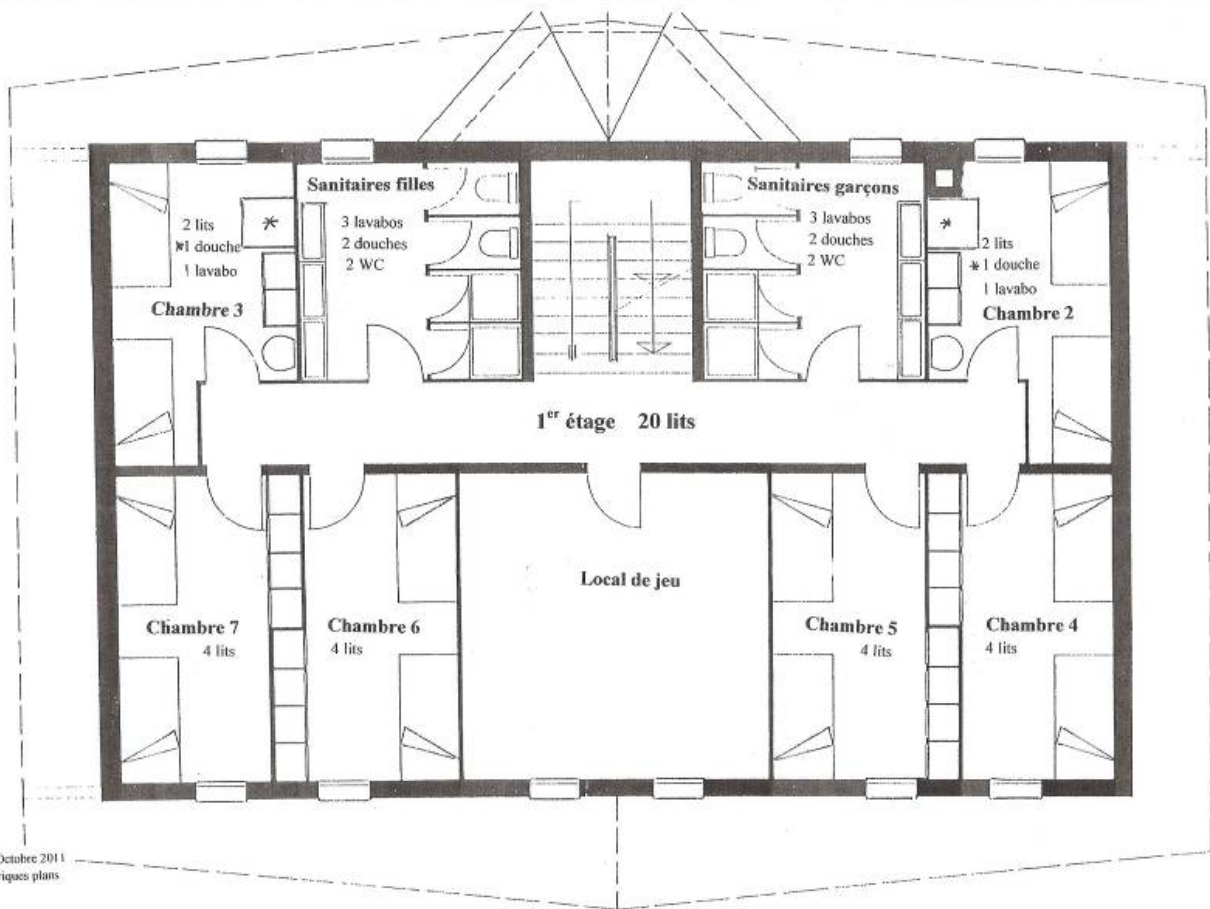 Sanitaires filles
3 lavabos
2 douches
2 WC
Sanitaires garçons
3 lavabos
2 douches
2 WC
2 lits
*1 douche
1 lavabo
Chambre 3
2 lits
* 1 douche
1 lavabo
Chambre 2
1er étage 20 lits
Local de jeu
Chambre 7
4 lits
Chambre 6
4 lits
Chambre 5
4 lits
Chambre 4
4 lits
Octobre 2011
riques plans